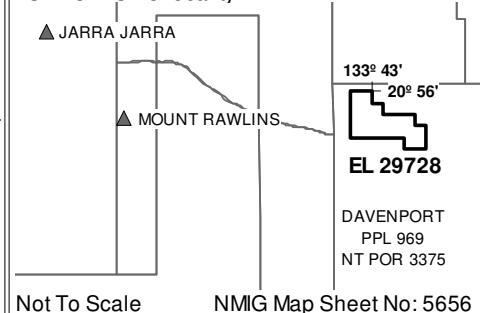 JARRA JARRA
133º 43'
20º 56'
MOUNT RAWLINS
EL 29728
DAVENPORT
PPL 969
NT POR 3375
Not To Scale
NMIG Map Sheet No: 5656